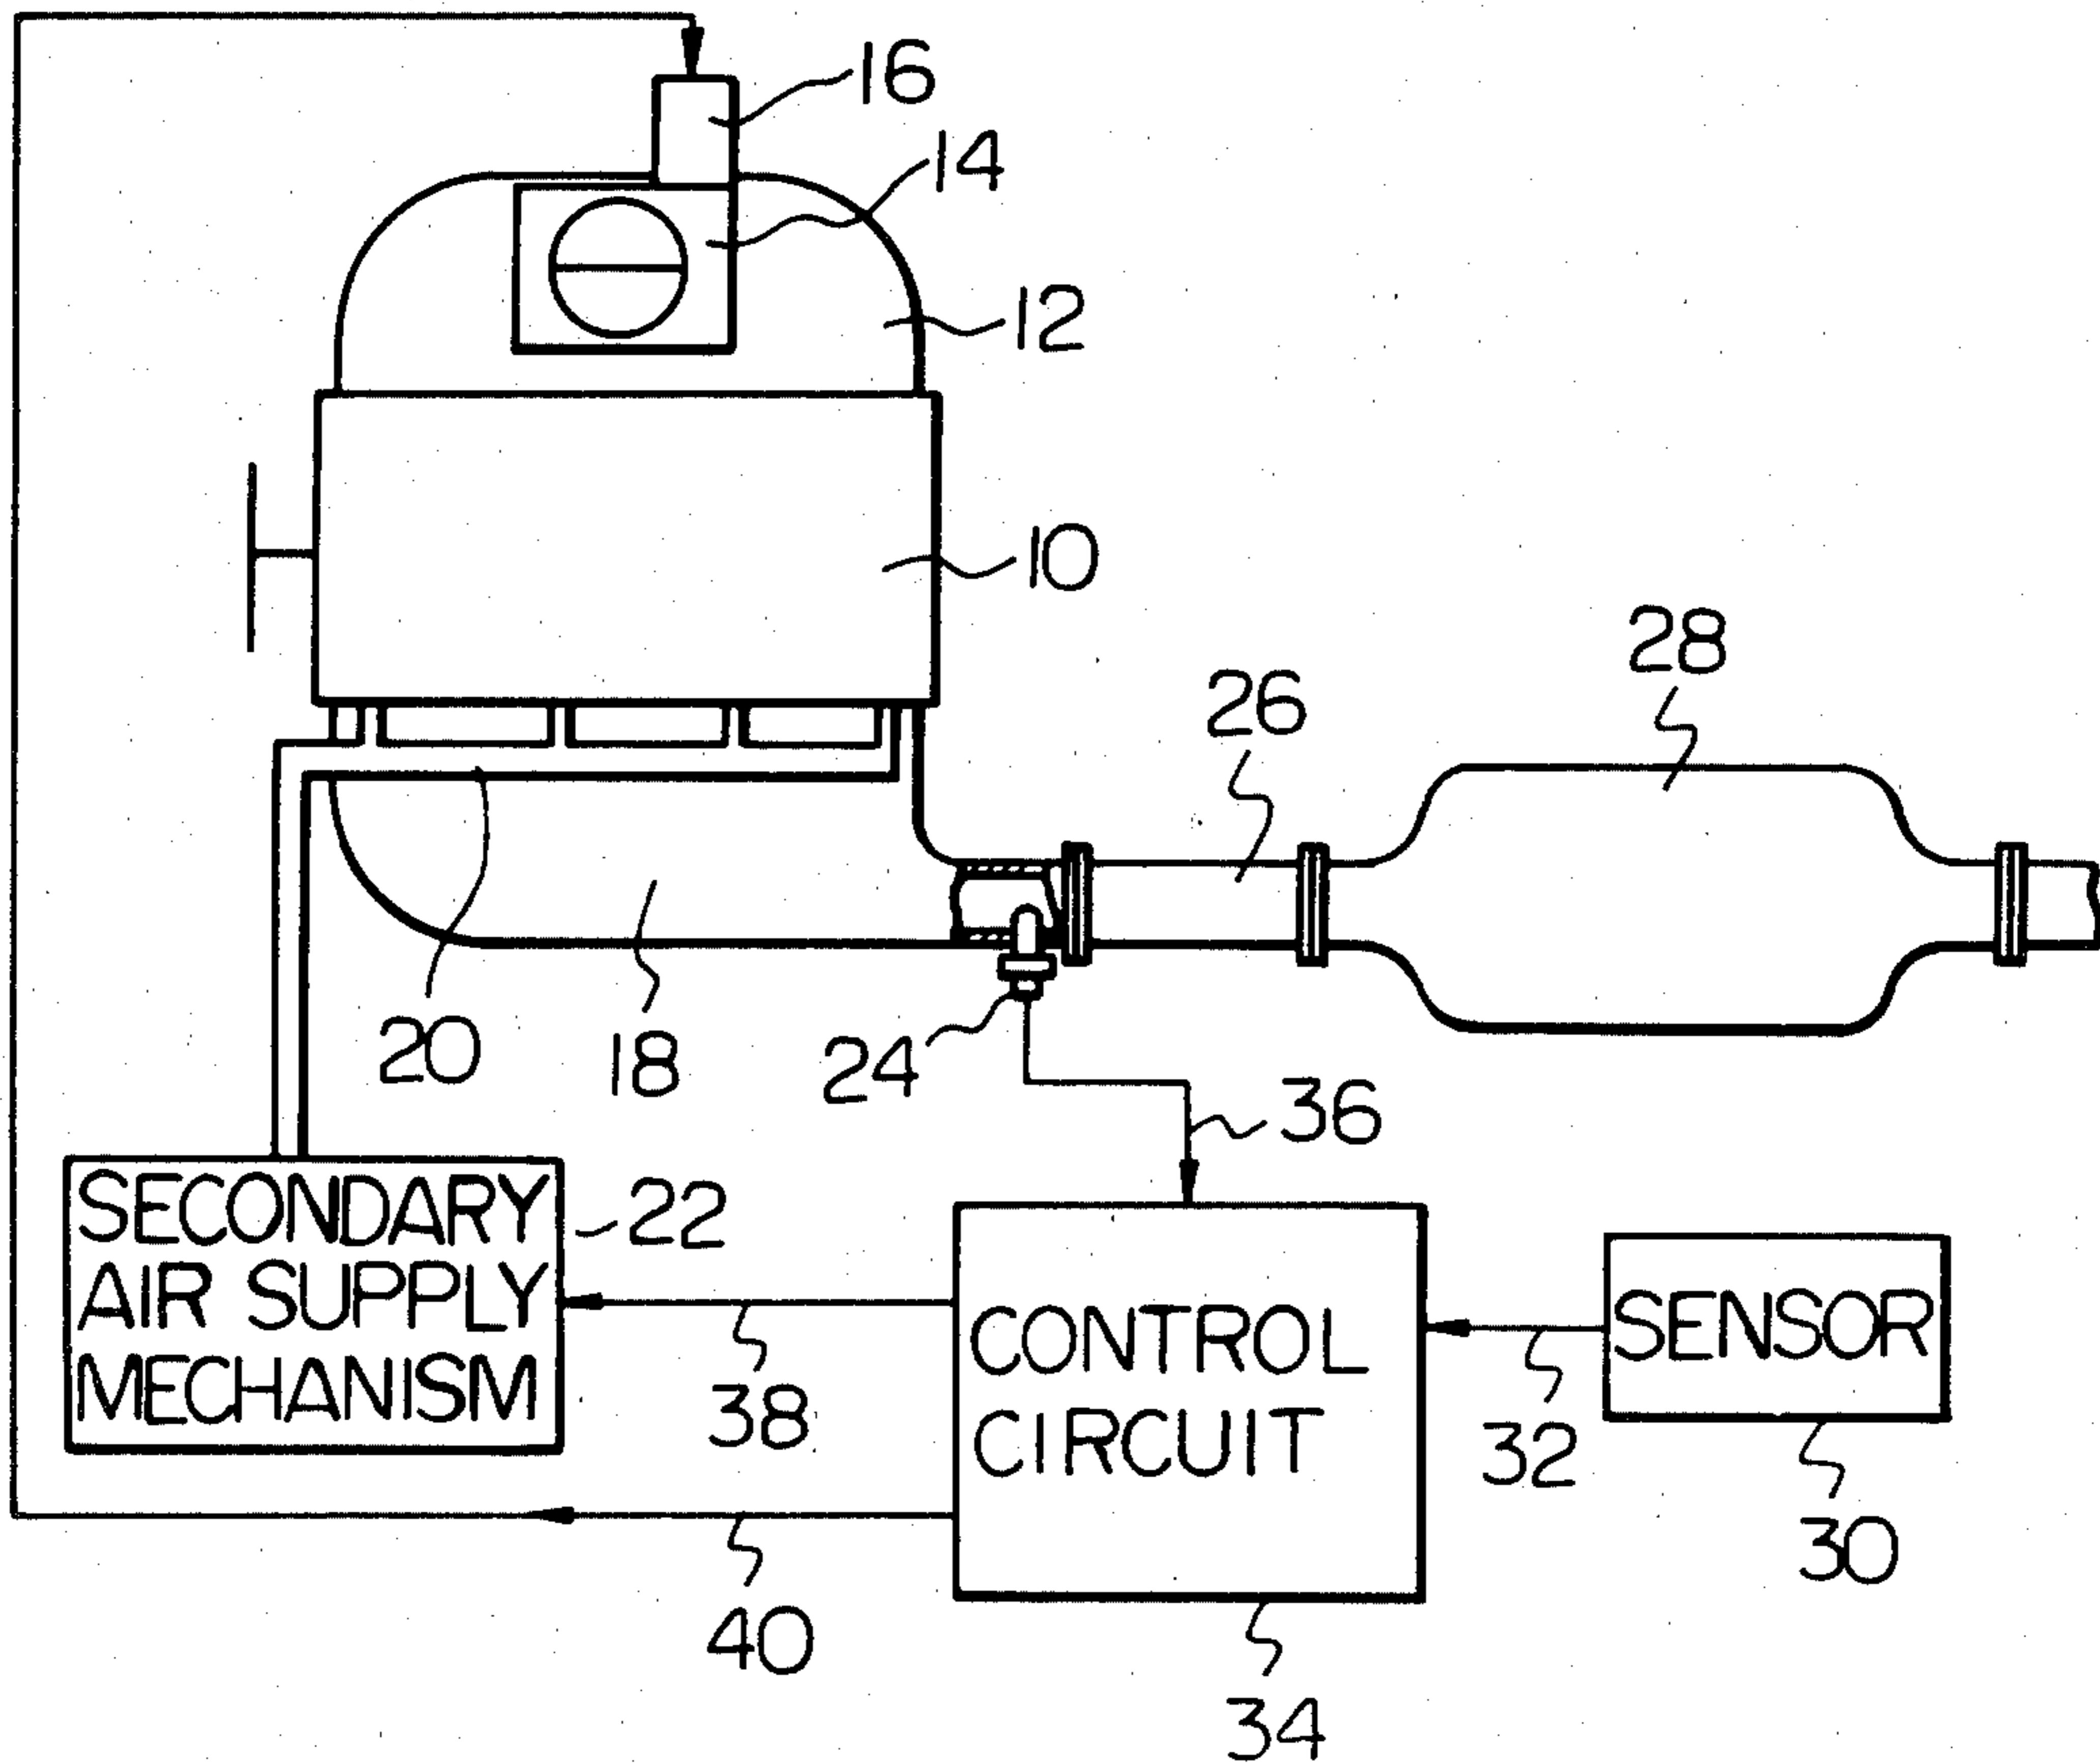 16
14
12
10
28
26
20
18
24
36
SECONDARY
AIR SUPPLY
MECHANISM
22
CONTROL
CIRCUIT
SENSOR
38
32
30
40
34